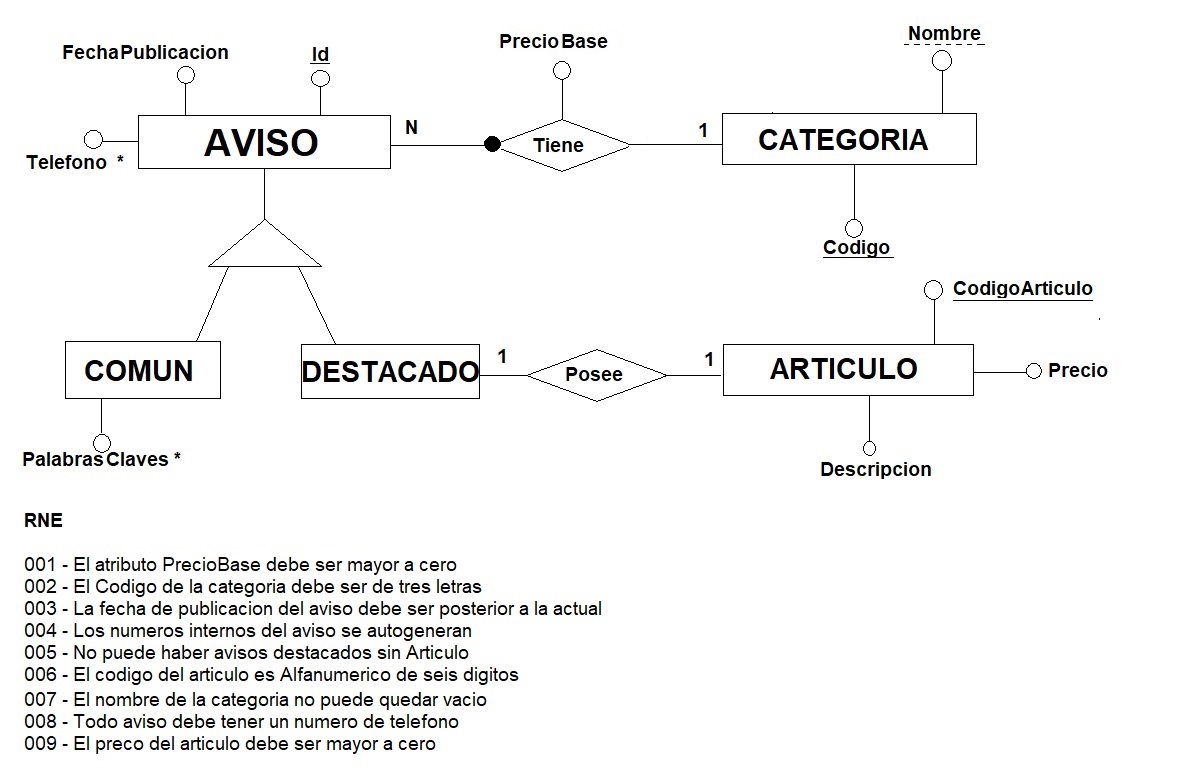 Nombre
PrecioBase
FechaPublicacion
Id
N
AVISO
Tiene
1
CATEGORIA
Telefono *
Codigo
CodigoArticulo
COMUN
DESTACADO
1
Posee
1
ARTICULO
Precio
PalabrasClaves *
Descripcion
RNE
001 - El atributo PrecioBase debe ser mayor a cero
002 - El Codigo de la categoria debe ser de tres letras
003 - La fecha de publicacion del aviso debe ser posterior a la actual
004 - Los numeros internos del aviso se autogeneran
005 - No puede haber avisos destacados sin Articulo
006 - El codigo del articulo es Alfanumerico de seis digitos
007 - El nombre de la categoria no puede quedar vacio
008 - Todo aviso debe tener un numero de telefono
009 - El preco del articulo debe ser mayor a cero